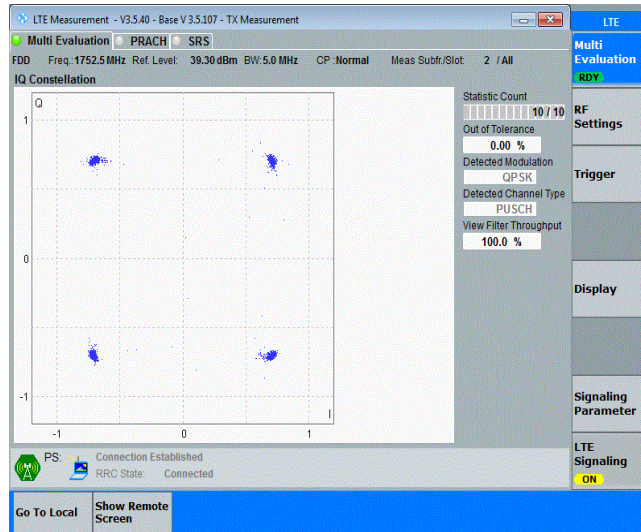 LTE Measurement - V3.5.40 - Base V 3.5.107 - TX Measurement
LTE
Multi Evaluation PRACH SRS
Multi
Evaluation
RDY
FDD Freq.: 1752.5 MHz Ref. Level: 39.30 dBm BW: 5.0 MHz CP: Normal Meas Subfr./Slot: 2 / All
IQ Constellation
Q
1
0
-1
I
-1 0 1
Statistic Count
10 / 10
Out of Tolerance
0.00 %
Detected Modulation
QPSK
Detected Channel Type
PUSCH
View Filter Throughput
100.0 %
RF
Settings
Trigger
Display
Signaling
Parameter
LTE
Signaling
ON
PS: Connection Established
RRC State: Connected
Go To Local
Show Remote
Screen